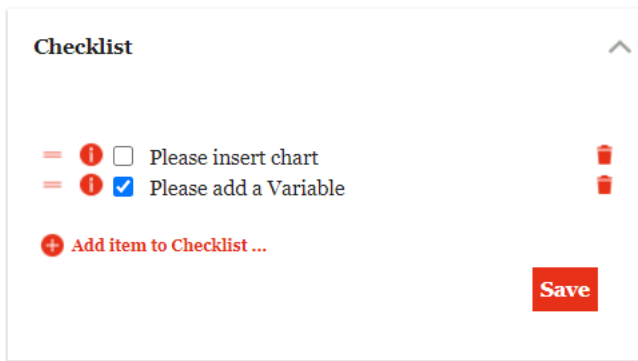 Checklist
Please insert chart
Please add a Variable
Add item to Checklist ...
Save